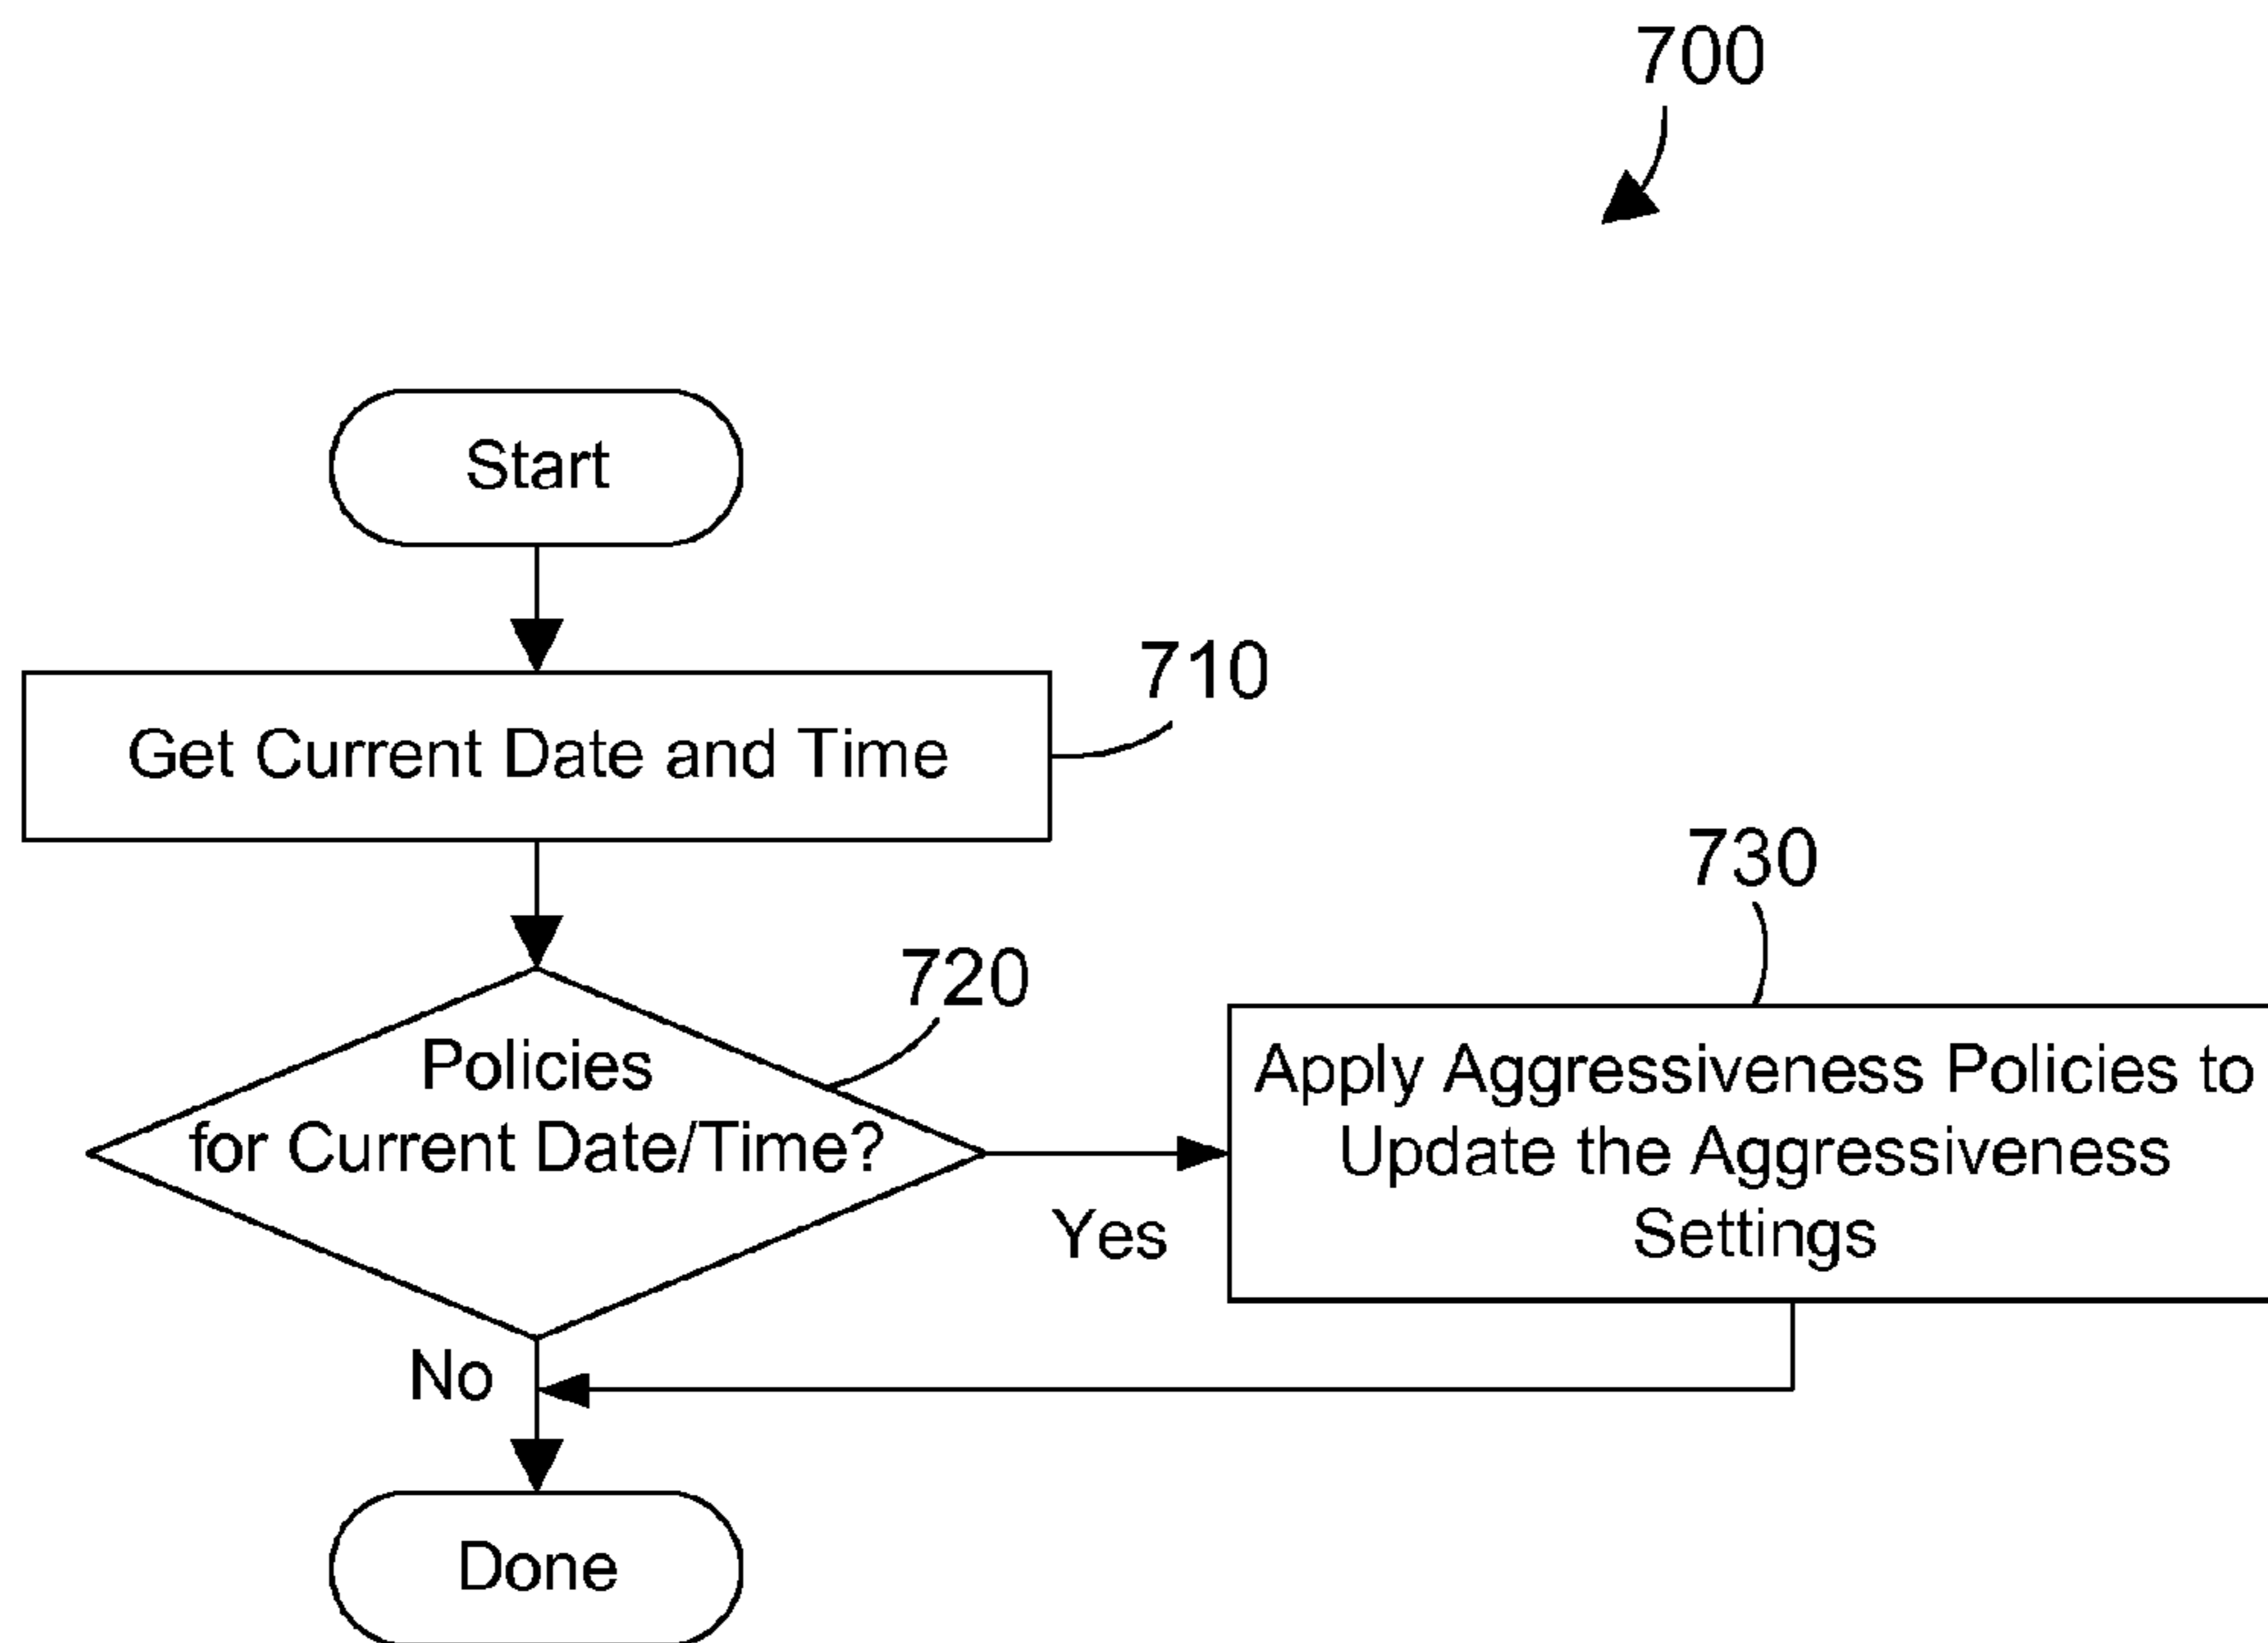 700
Start
710
Get Current Date and Time
730
720
Policies
for Current Date/Time?
Apply Aggressiveness Policies to
Update the Aggressiveness
Settings
Yes
No
Done